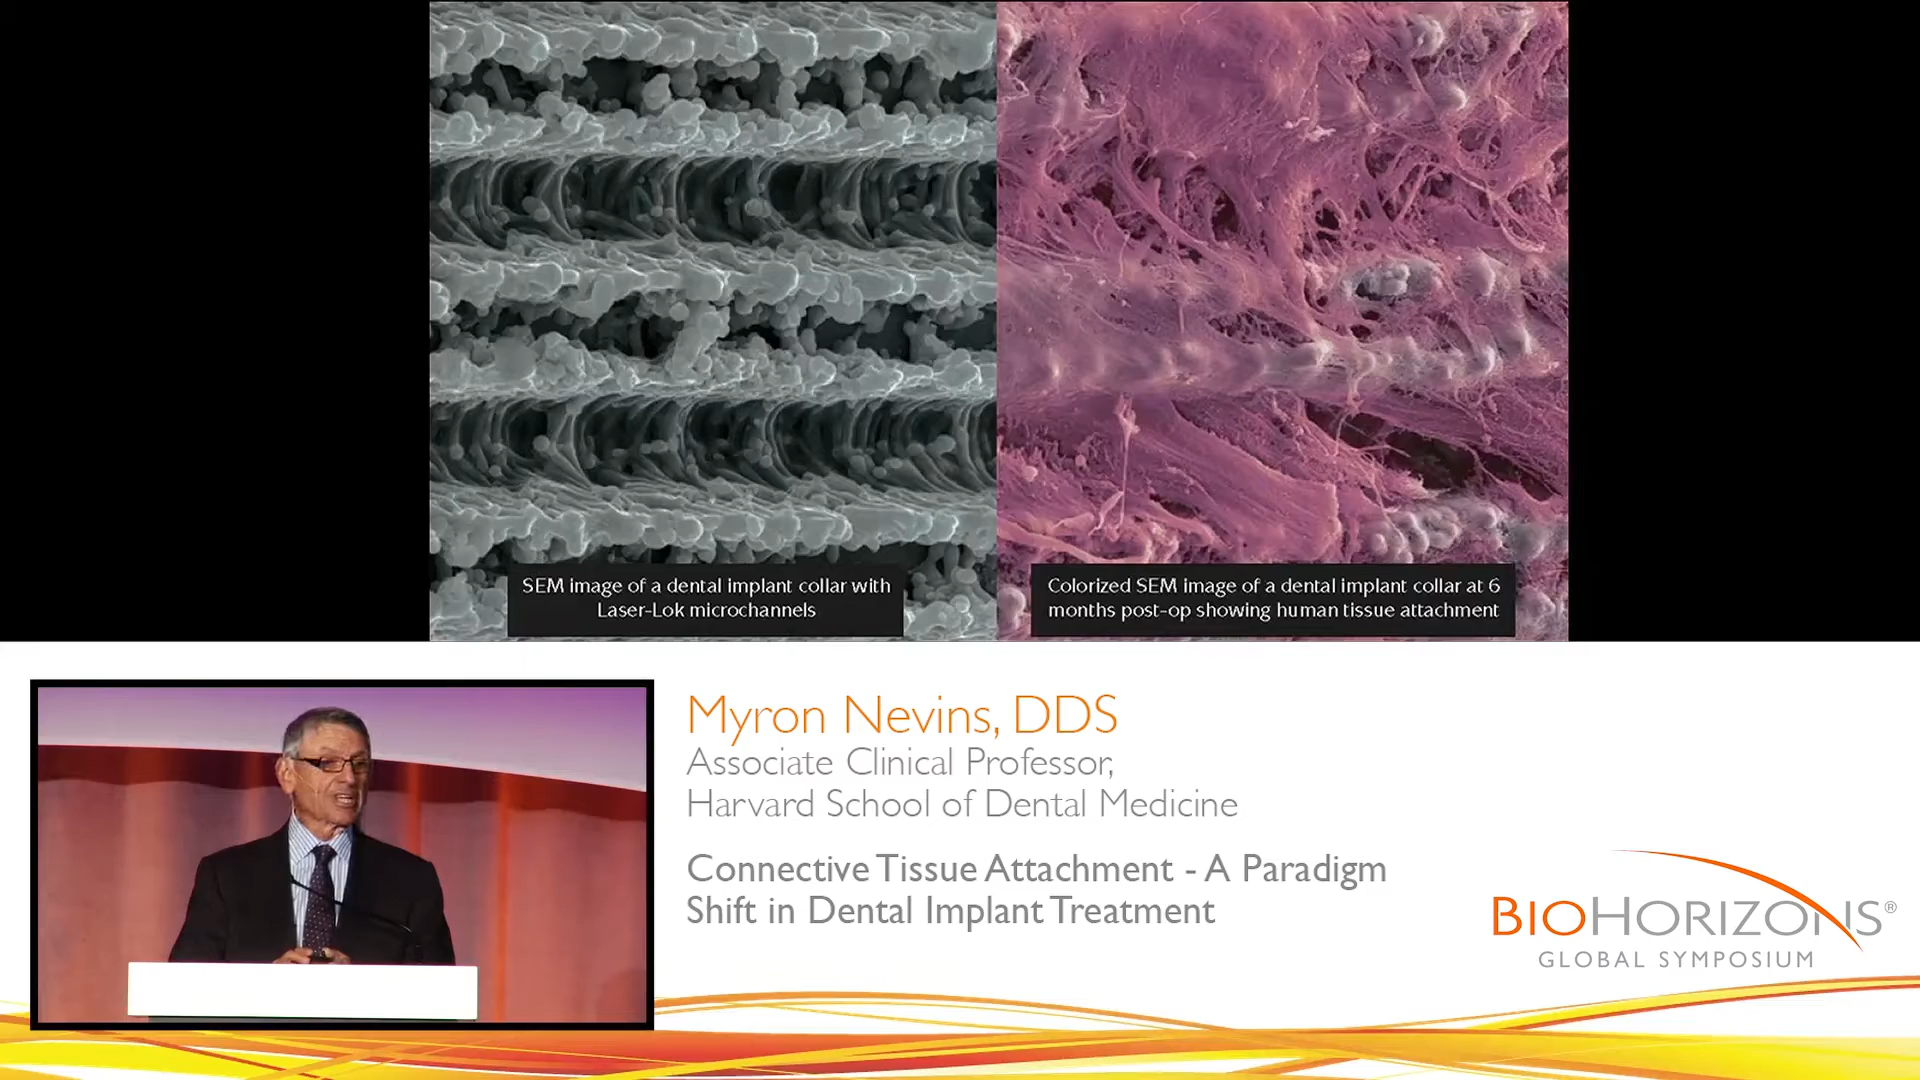 SEM image of a dental implant collar with
Laser-Lok microchannels
Colorized SEM image of a dental implant collar at 6
months post-op showing human tissue attachment
Myron Nevins, DDS
Associate Clinical Professor,
Harvard School of Dental Medicine
Connective Tissue Attachment - A Paradigm
Shift in Dental Implant Treatment
BIOHORIZONS®
GLOBAL SYMPOSIUM